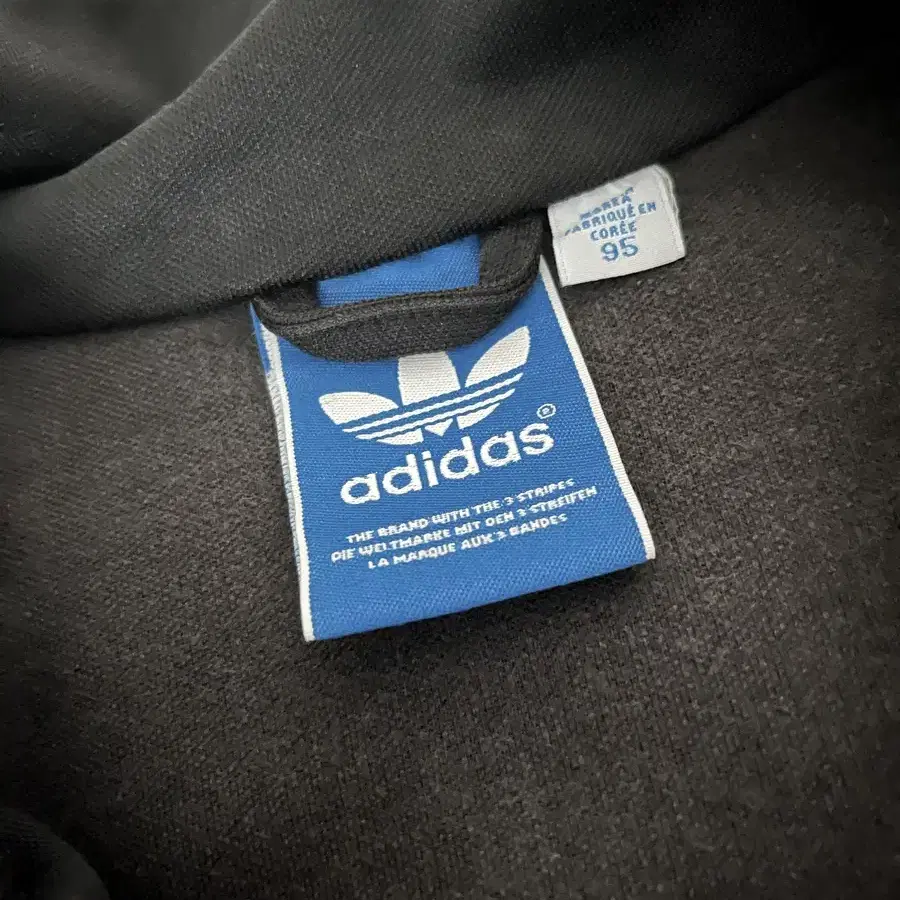 KOREA
FABRIQUÉ EN
CORÉE
95
adidas®
THE BRAND WITH THE 3 STRIPES
DIE WELTMARKE MIT DEN 3 STREIFEN
LA MARQUE AUX 3 BANDES